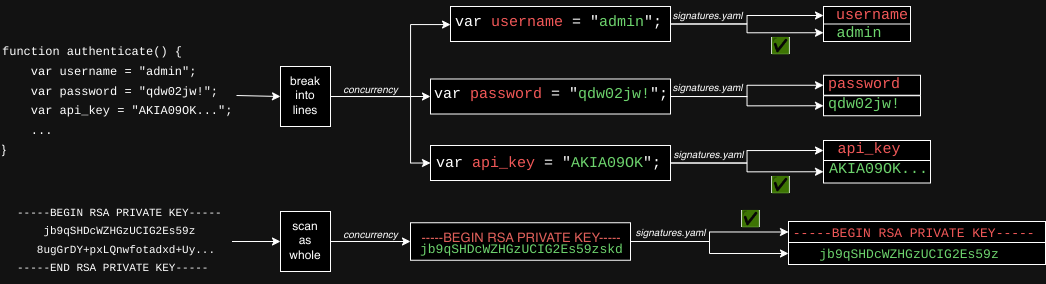 function authenticate() {
var username = "admin";
var password = "qdw02jw!";
var api_key = "AKIA09OK...";
...
}
break
into
lines
concurrency
var username = "admin";
signatures.yaml
username
admin
var password = "qdw02jw!";
signatures.yaml
password
qdw02jw!
var api_key = "AKIA09OK";
signatures.yaml
api_key
AKIA09OK...
-----BEGIN RSA PRIVATE KEY-----
jb9qSHDcWZHGzUCIG2Es59z
8ugGrDY+pxLQnwfotadxd+Uy...
-----END RSA PRIVATE KEY-----
scan
as
whole
concurrency
-----BEGIN RSA PRIVATE KEY-----
jb9qSHDcWZHGzUCIG2Es59zskd
signatures.yaml
-----BEGIN RSA PRIVATE KEY-----
jb9qSHDcWZHGzUCIG2Es59z